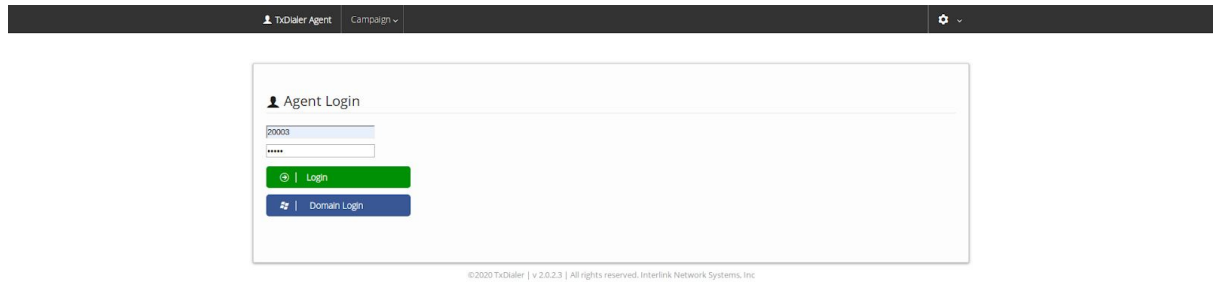 TxDialer Agent Campaign
Agent Login
20003
•••••
Login
Domain Login
©2020 TxDialer | v 2.0.2.3 | All rights reserved. Interlink Network Systems, Inc